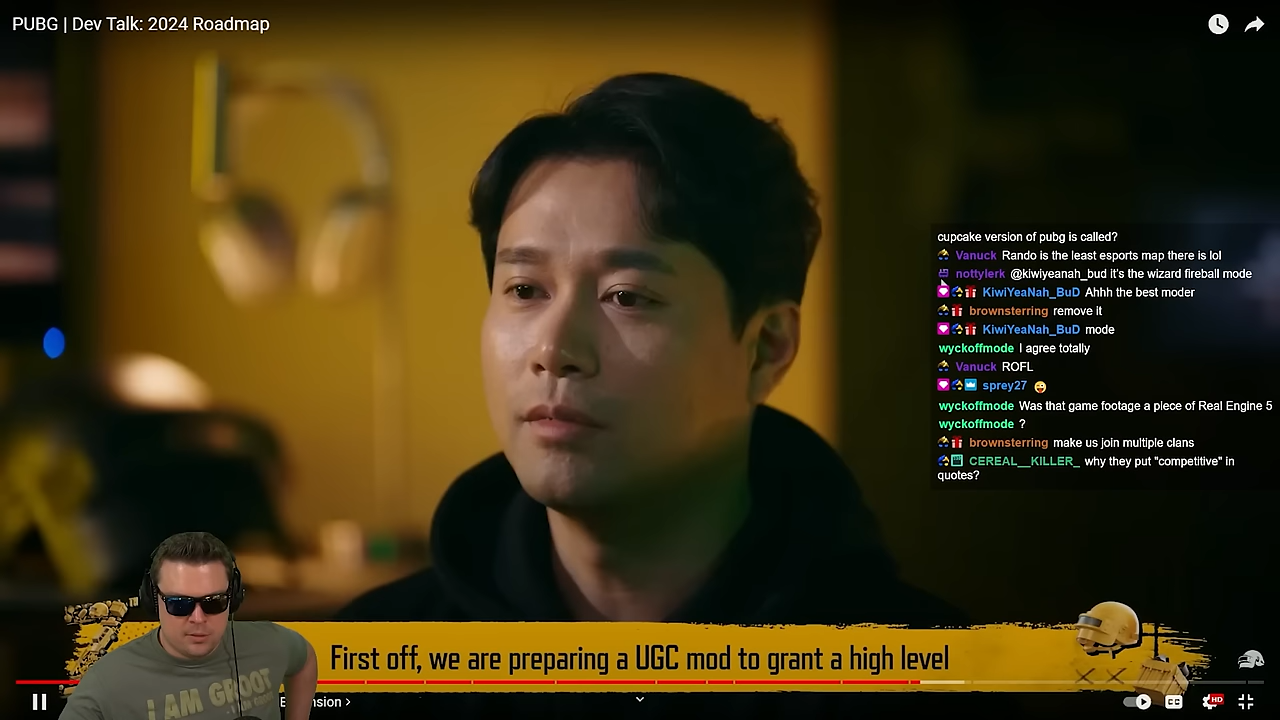 PUBG | Dev Talk: 2024 Roadmap
cupcake version of pubg is called?
Vanuck Rando is the least esports map there is lol
nottylerk @kiwiyeanah_bud it's the wizard fireball mode
KiwiYeaNah_BuD Ahhh the best moder
brownsterring remove it
KiwiYeaNah_BuD mode
wyckoffmode I agree totally
Vanuck ROFL
sprey27
wyckoffmode Was that game footage a piece of Real Engine 5
wyckoffmode ?
brownsterring make us join multiple clans
CEREAL__KILLER_ why they put "competitive" in
quotes?
I AM GROOT
First off, we are preparing a UGC mod to grant a high level
CC
HD